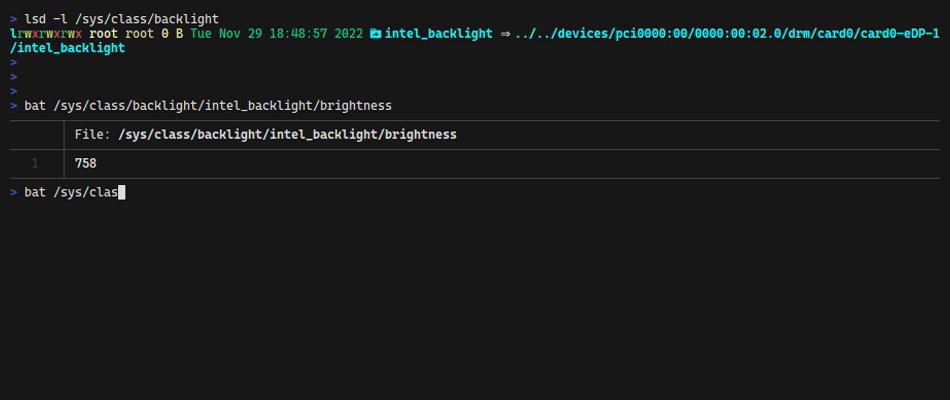 > lsd -l /sys/class/backlight
lrwxrwxrwx root root 0 B Tue Nov 29 18:48:57 2022 intel_backlight ⇒ ../../devices/pci0000:00/0000:00:02.0/drm/card0/card0-eDP-1
/intel_backlight
>
>
>
> bat /sys/class/backlight/intel_backlight/brightness
File: /sys/class/backlight/intel_backlight/brightness
1 758
> bat /sys/clas